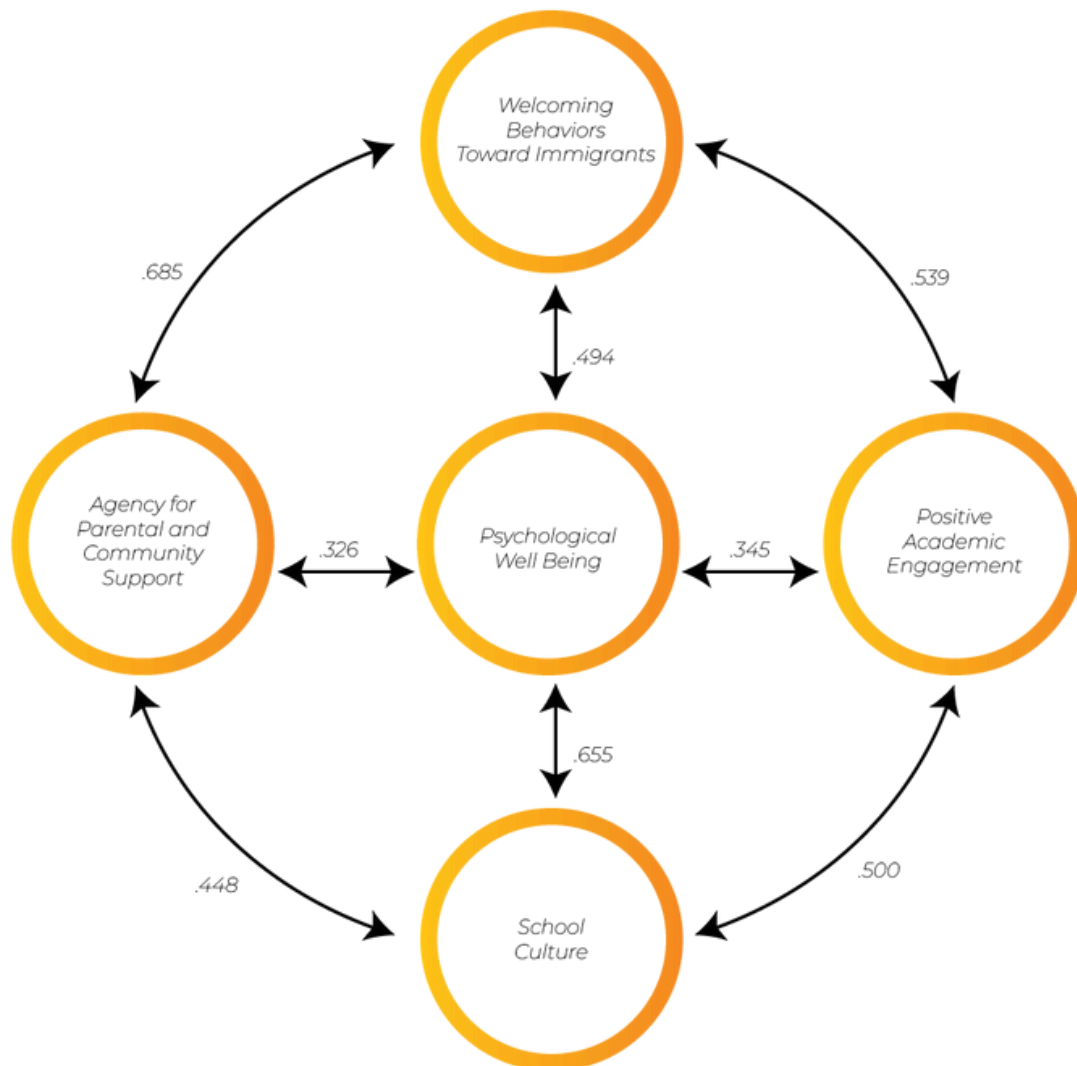 Welcoming
Behaviors
Toward Immigrants
.685
.539
.494
Agency for
Parental and
Community
Support
.326
Psychological
Well Being
.345
Positive
Academic
Engagement
.655
.448
.500
School
Culture